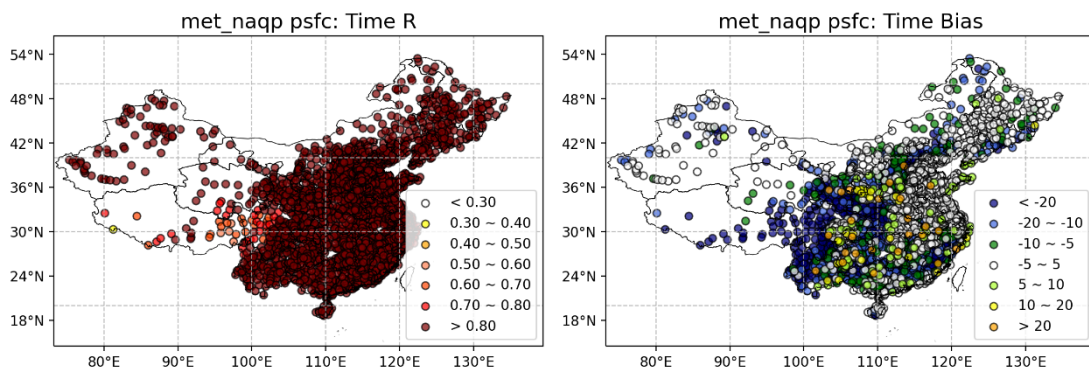 met_naqp psfc: Time R
54°N
48°N
42°N
36°N
30°N
24°N
18°N
80°E
90°E
100°E
110°E
120°E
130°E
< 0.30
0.30 ~ 0.40
0.40 ~ 0.50
0.50 ~ 0.60
0.60 ~ 0.70
0.70 ~ 0.80
> 0.80
met_naqp psfc: Time Bias
54°N
48°N
42°N
36°N
30°N
24°N
18°N
80°E
90°E
100°E
110°E
120°E
130°E
< -20
-20 ~ -10
-10 ~ -5
-5 ~ 5
5 ~ 10
10 ~ 20
> 20